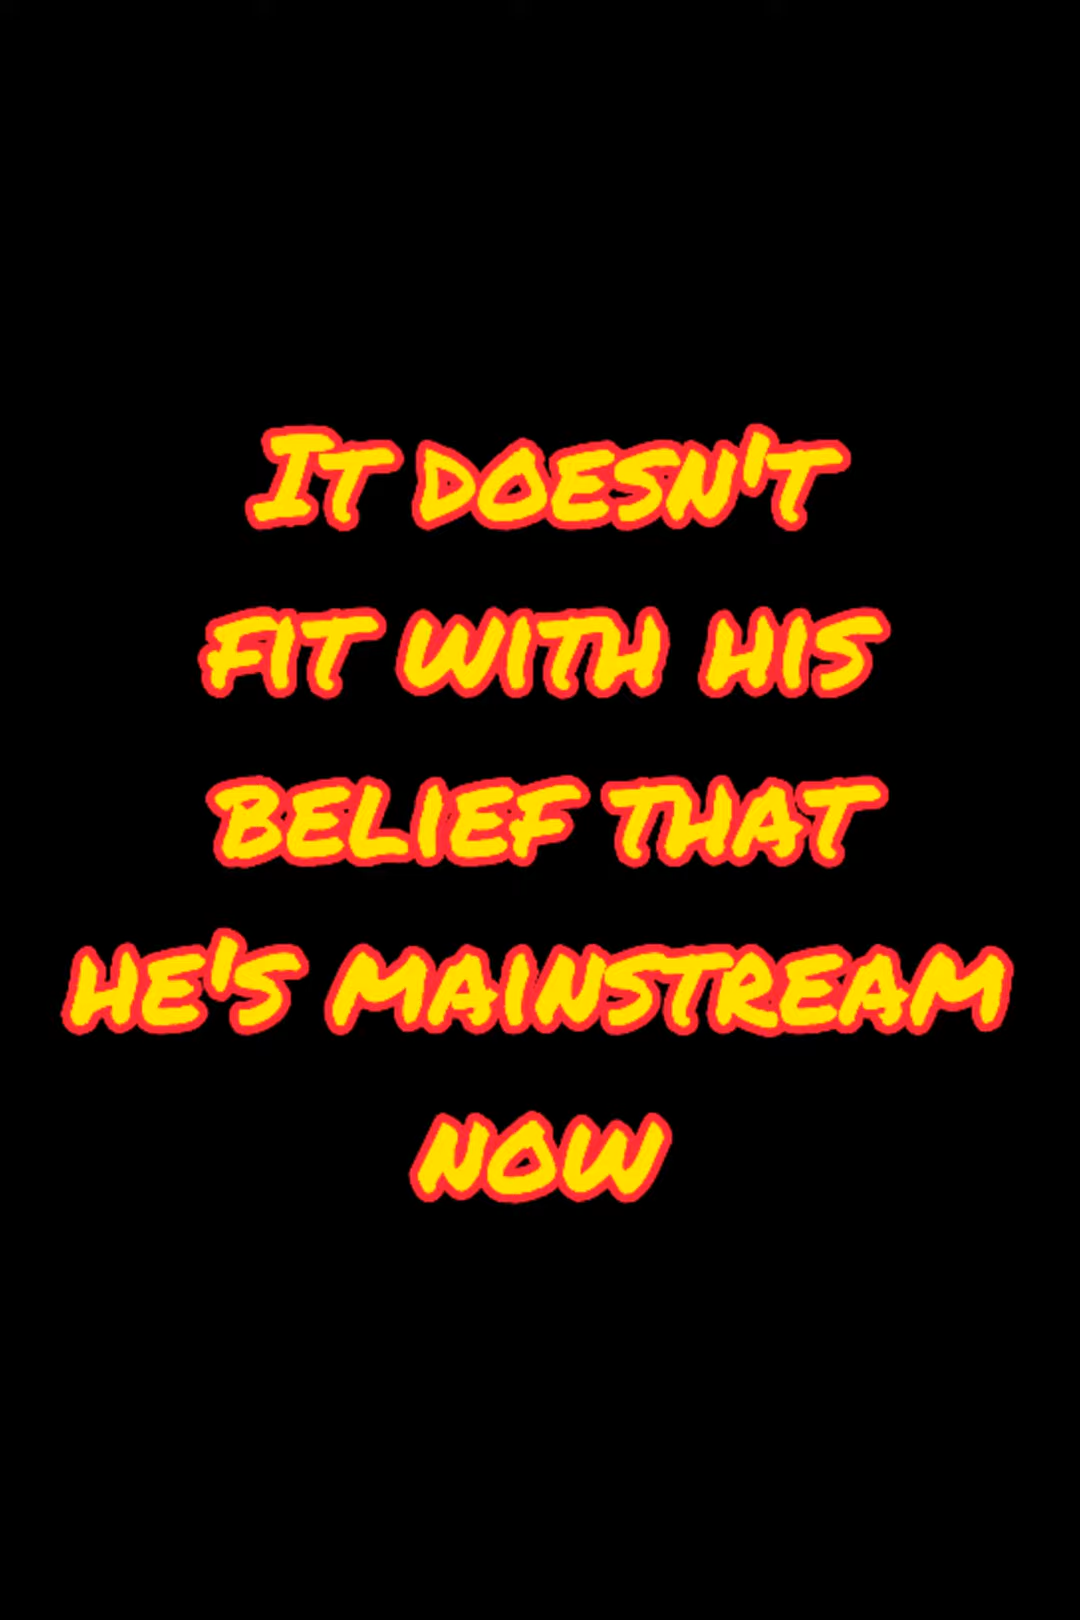 It doesn't
fit with his
belief that
he's mainstream
now